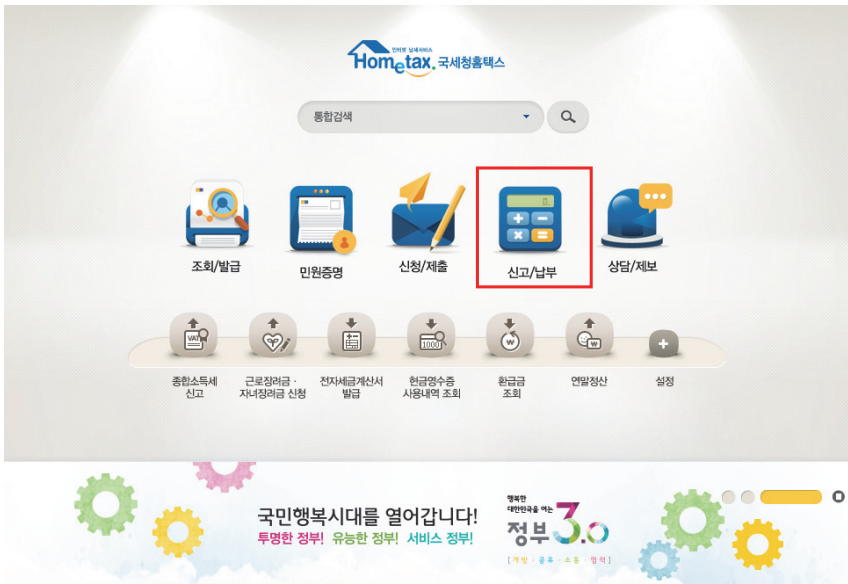 인터넷 납세서비스
Hometax. 국세청홈택스
통합검색
조회/발급
민원증명
신청/제출
신고/납부
상담/제보
VAT
1000
종합소득세
신고
근로장려금 ·
자녀장려금 신청
전자세금계산서
발급
현금영수증
사용내역 조회
환급금
조회
연말정산
설정
국민행복시대를 열어갑니다!
투명한 정부! 유능한 정부! 서비스 정부!
행복한
대한민국을 여는
정부3.0
[개방 · 공유 · 소통 · 협력]